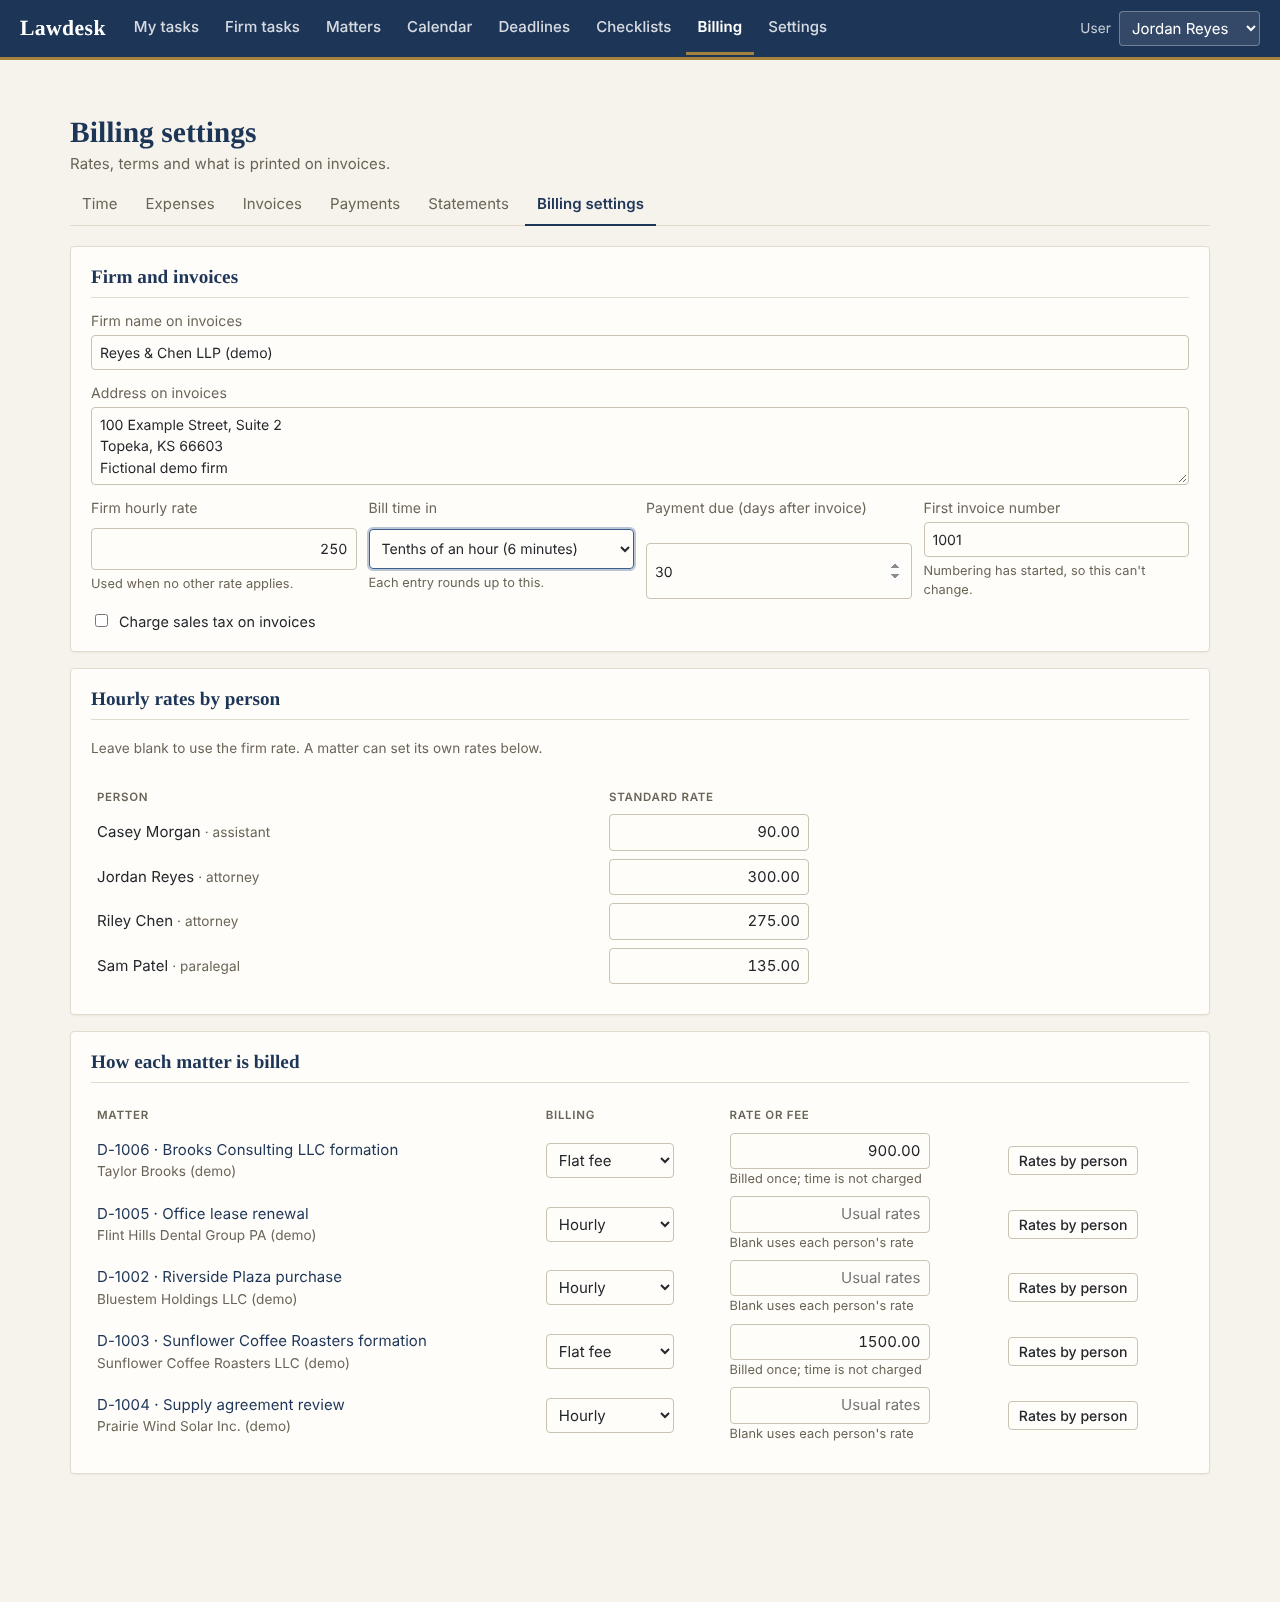 Lawdesk
My tasks
Firm tasks
Matters
Calendar
Deadlines
Checklists
Billing
Settings
User
Jordan Reyes
Billing settings
Rates, terms and what is printed on invoices.
Time
Expenses
Invoices
Payments
Statements
Billing settings
Firm and invoices
Firm name on invoices
Reyes & Chen LLP (demo)
Address on invoices
100 Example Street, Suite 2
Topeka, KS 66603
Fictional demo firm
Firm hourly rate
250
Used when no other rate applies.
Bill time in
Tenths of an hour (6 minutes)
Each entry rounds up to this.
Payment due (days after invoice)
30
First invoice number
1001
Numbering has started, so this can't
change.
Charge sales tax on invoices
Hourly rates by person
Leave blank to use the firm rate. A matter can set its own rates below.
PERSON
STANDARD RATE
Casey Morgan · assistant
90.00
Jordan Reyes · attorney
300.00
Riley Chen · attorney
275.00
Sam Patel · paralegal
135.00
How each matter is billed
MATTER
BILLING
RATE OR FEE
D-1006 · Brooks Consulting LLC formation
Taylor Brooks (demo)
Flat fee
900.00
Billed once; time is not charged
Rates by person
D-1005 · Office lease renewal
Flint Hills Dental Group PA (demo)
Hourly
Usual rates
Blank uses each person's rate
Rates by person
D-1002 · Riverside Plaza purchase
Bluestem Holdings LLC (demo)
Hourly
Usual rates
Blank uses each person's rate
Rates by person
D-1003 · Sunflower Coffee Roasters formation
Sunflower Coffee Roasters LLC (demo)
Flat fee
1500.00
Billed once; time is not charged
Rates by person
D-1004 · Supply agreement review
Prairie Wind Solar Inc. (demo)
Hourly
Usual rates
Blank uses each person's rate
Rates by person